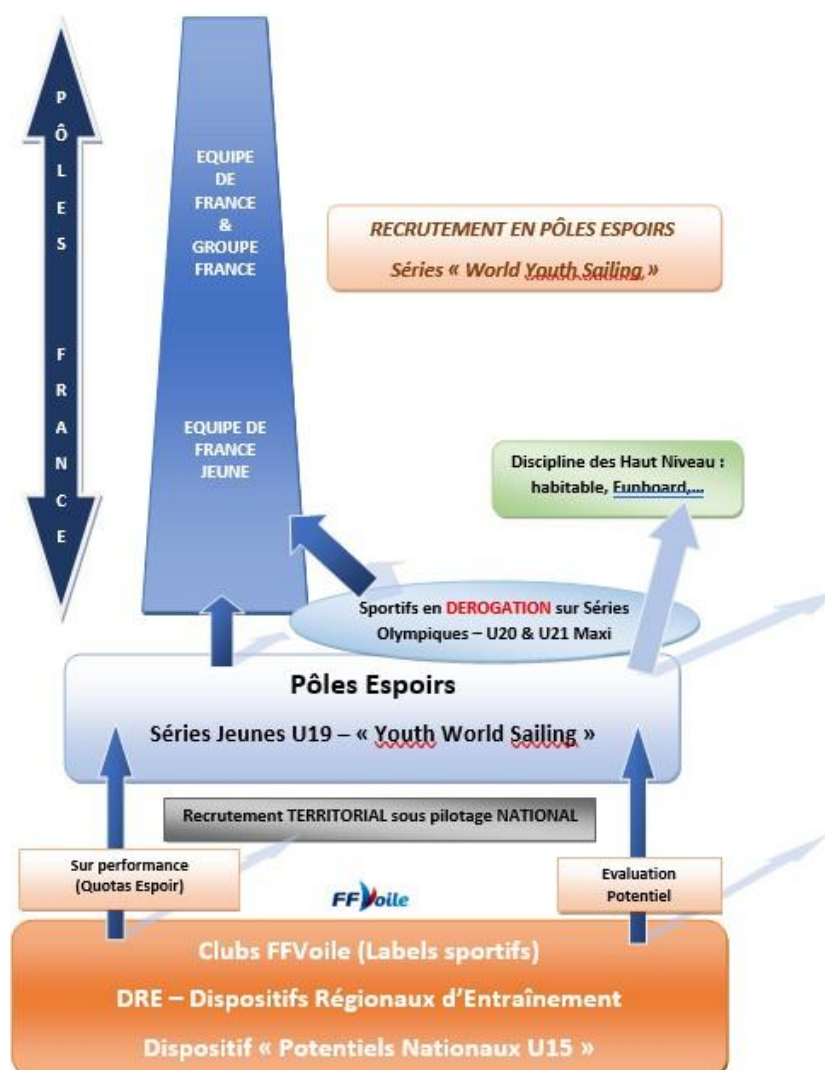 PÔLES FRANCE
EQUIPE
DE
FRANCE
&
GROUPE
FRANCE
RECRUTEMENT EN PÔLES ESPOIRS
Séries « World Youth Sailing »
EQUIPE DE
FRANCE
JEUNE
Discipline des Haut Niveau :
habitable, Funboard,...
Sportifs en DEROGATION sur Séries
Olympiques – U20 & U21 Maxi
Pôles Espoirs
Séries Jeunes U19 – « Youth World Sailing »
Recrutement TERRITORIAL sous pilotage NATIONAL
Sur performance
(Quotas Espoir)
Evaluation
Potentiel
FFVoile
Clubs FFVoile (Labels sportifs)
DRE – Dispositifs Régionaux d'Entraînement
Dispositif « Potentiels Nationaux U15 »